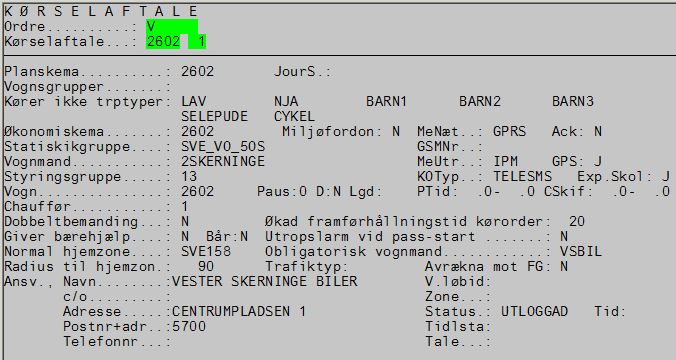 K Ø R S E L A F T A L E
Ordre..........: V
Kørselaftale...: 2602 1
Planskema..........: 2602 JourS.:
Vognsgrupper.......:
Kører ikke trptyper: LAV NJA BARN1 BARN2 BARN3
SELEPUDE CYKEL
Økonomiskema.......: 2602 Miljøfordon: N MeNæt..: GPRS Ack: N
Statiskikgruppe....: SVE_VO_50S GSMNr..:
Vognmand...........: 2SKERNINGE MeUtr..: IPM GPS: J
Styringsgruppe.....: 13 KOTyp..: TELESMS Exp.Skol: J
Vogn...............: 2602 Paus:0 D:N Lgd: PTid: .0- .0 CSkif: .0- .0
Chauffør...........: 1
Dobbeltbemanding...: N Økad framførhållningstid kørorder: 20
Giver bærehjælp....: N Bår:N Utropslarm vid pass-start .......: N
Normal hjemzone....: SVE158 Obligatorisk vognmand............: VSBIL
Radius til hjemzon.: 90 Trafiktyp: Avrækna mot FG: N
Ansv., Navn........:VESTER SKERNINGE BILER V.løbid:
c/o.........: Zone...:
Adresse.....:CENTRUMPLADSEN 1 Status.: UTLOGGAD Tid:
Postnr+adr..:5700 Tidlsta:
Telefonnr...: Tale...: